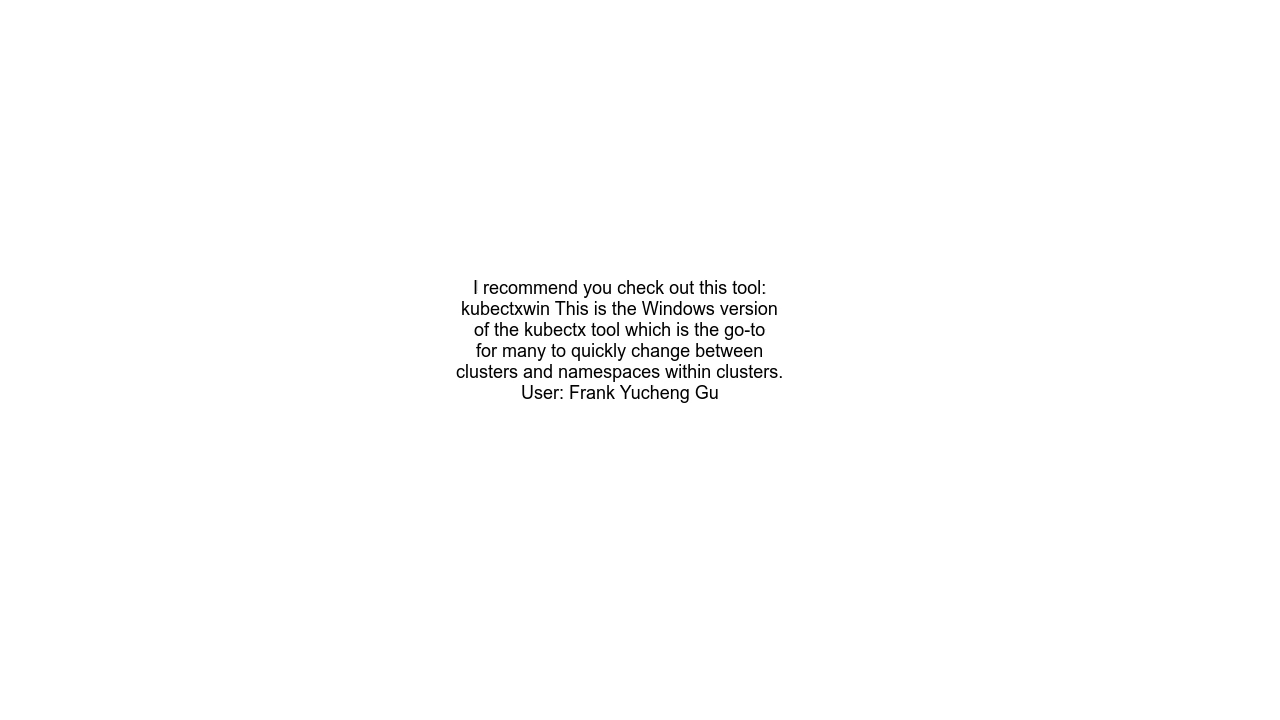 I recommend you check out this tool:
kubectxwin This is the Windows version
of the kubectx tool which is the go-to
for many to quickly change between
clusters and namespaces within clusters.
User: Frank Yucheng Gu